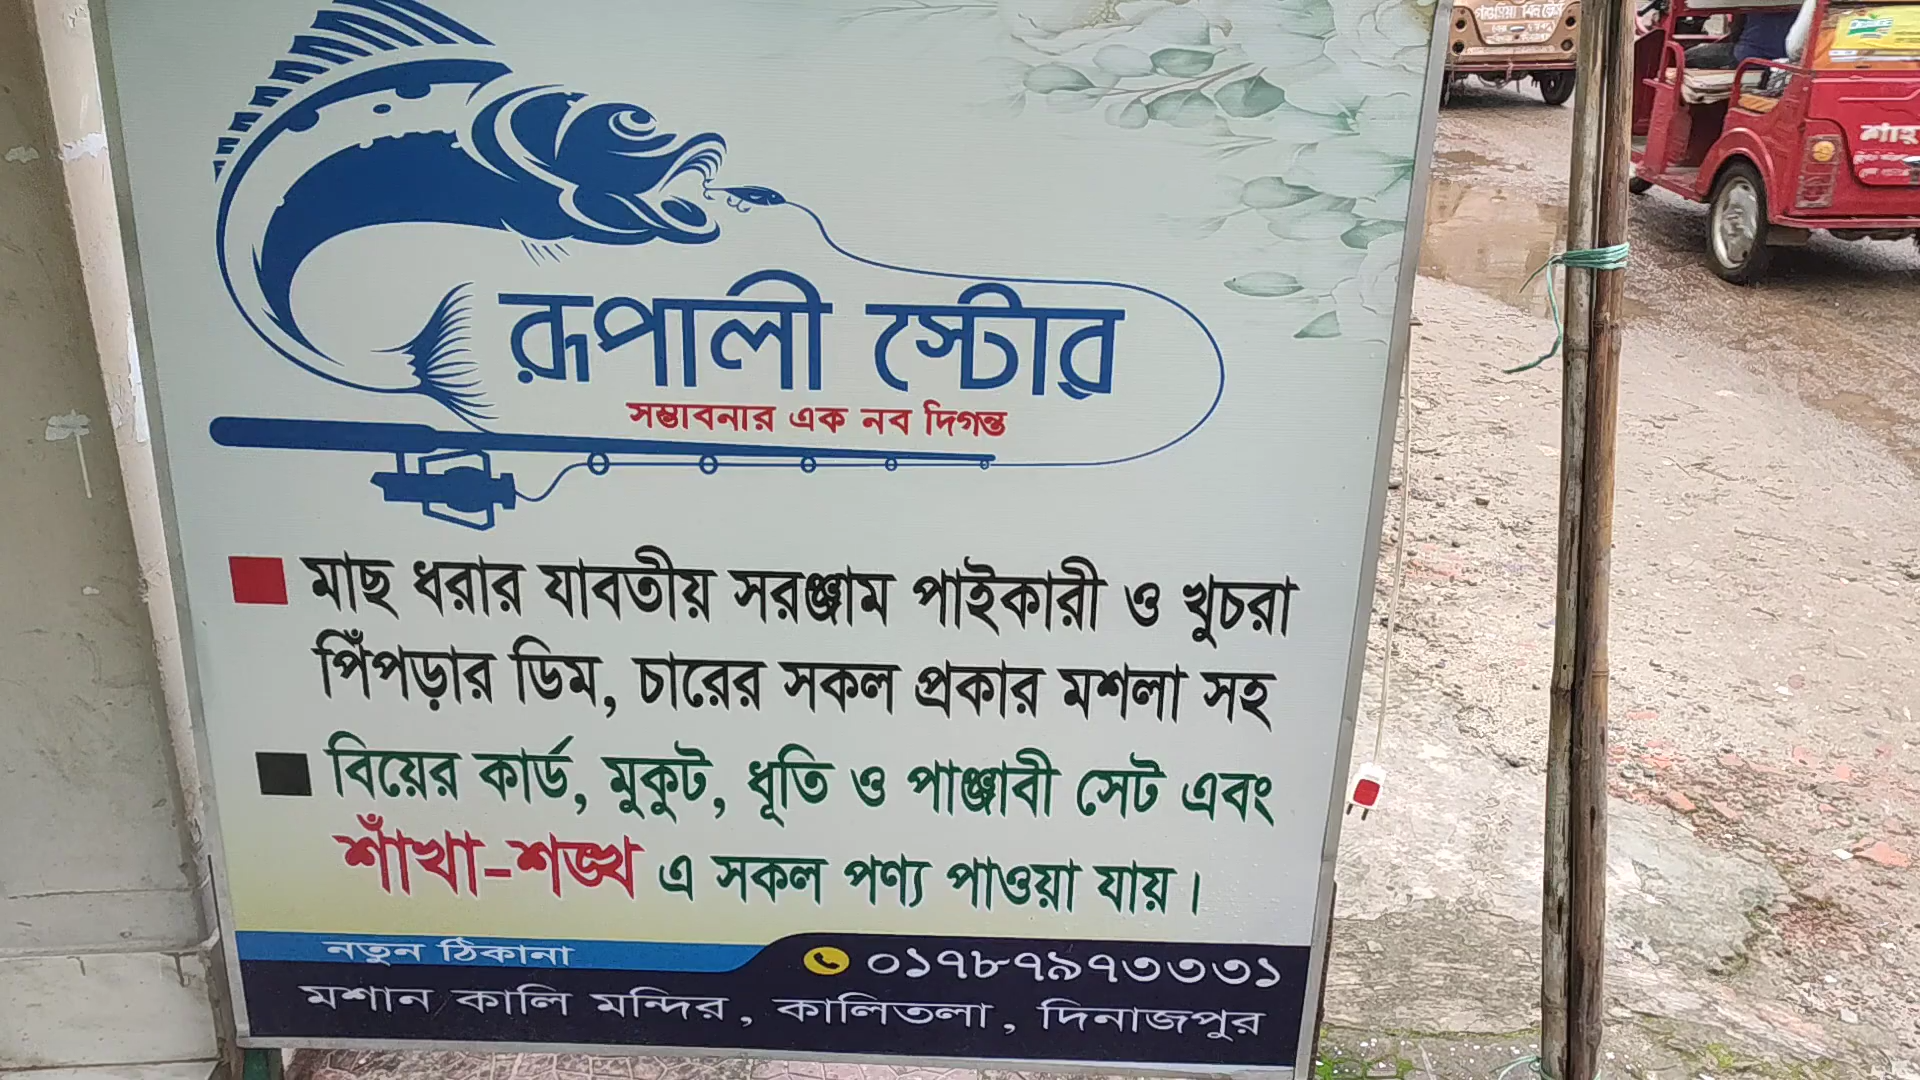 রূপালী স্টোর
সম্ভাবনার এক নব দিগন্ত
মাছ ধরার যাবতীয় সরঞ্জাম পাইকারী ও খুচরা
পিঁপড়ার ডিম, চারের সকল প্রকার মশলা সহ
বিয়ের কার্ড, মুকুট, ধূতি ও পাঞ্জাবী সেট এবং
শাঁখা-শঙ্খ এ সকল পণ্য পাওয়া যায়।
নতুন ঠিকানা
০১৭৮৭৯৭৩৩৩১
মশান কালি মন্দির, কালিতলা, দিনাজপুর